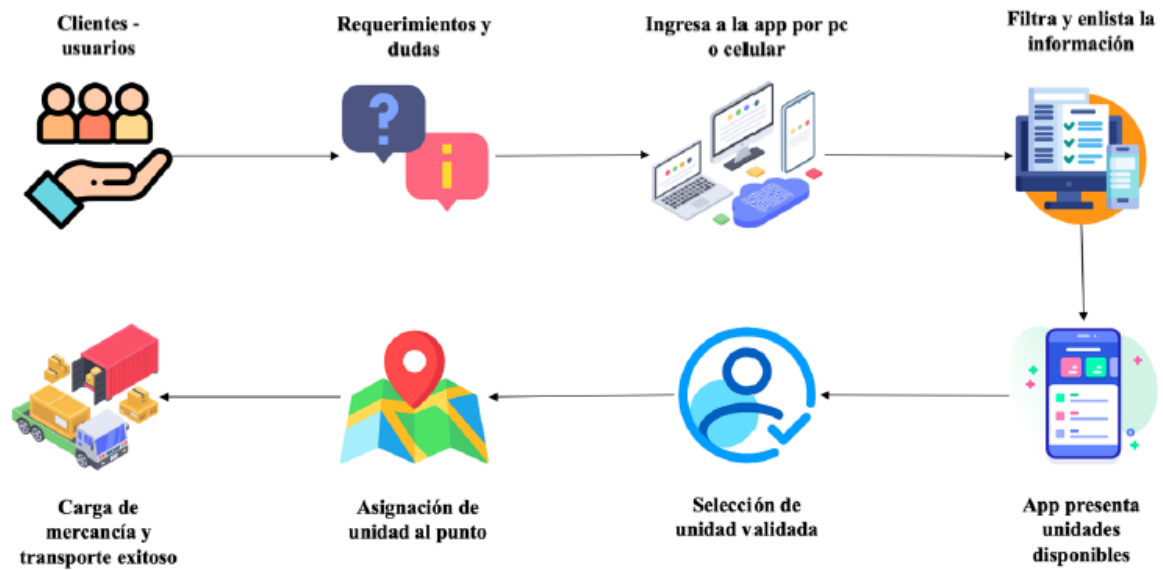 Clientes -
usuarios
Requerimientos y
dudas
Ingresa a la app por pc
o celular
Filtra y enlista la
información
App presenta
unidades
disponibles
Selección de
unidad validada
Asignación de
unidad al punto
Carga de
mercancía y
transporte exitoso